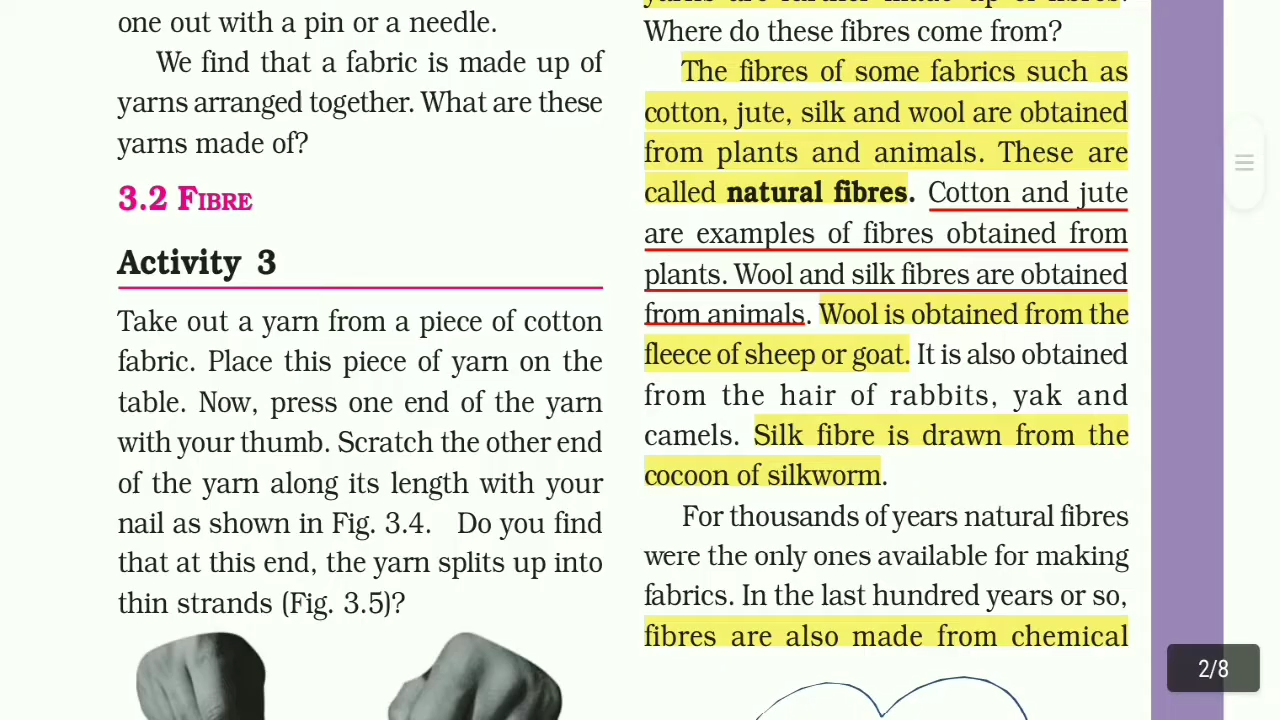 one out with a pin or a needle.
We find that a fabric is made up of
yarns arranged together. What are these
yarns made of?
3.2 FIBRE
Activity 3
Take out a yarn from a piece of cotton
fabric. Place this piece of yarn on the
table. Now, press one end of the yarn
with your thumb. Scratch the other end
of the yarn along its length with your
nail as shown in Fig. 3.4. Do you find
that at this end, the yarn splits up into
thin strands (Fig. 3.5)?
yarns are further made up of fibres.
Where do these fibres come from?
The fibres of some fabrics such as
cotton, jute, silk and wool are obtained
from plants and animals. These are
called natural fibres. Cotton and jute
are examples of fibres obtained from
plants. Wool and silk fibres are obtained
from animals. Wool is obtained from the
fleece of sheep or goat. It is also obtained
from the hair of rabbits, yak and
camels. Silk fibre is drawn from the
cocoon of silkworm.
For thousands of years natural fibres
were the only ones available for making
fabrics. In the last hundred years or so,
fibres are also made from chemical
2/8